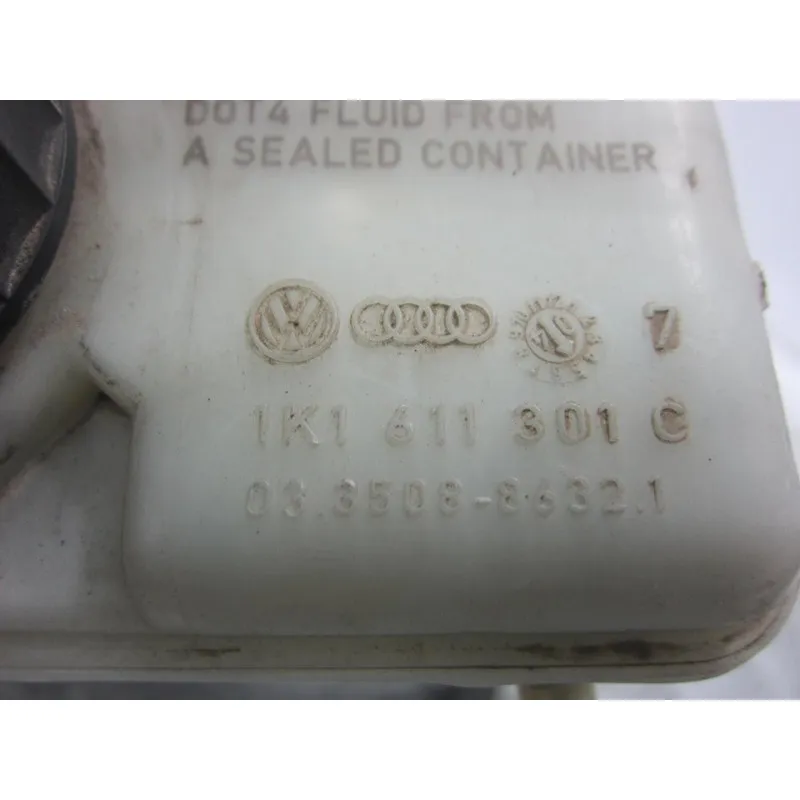 DOT4 FLUID FROM
A SEALED CONTAINER
7
1K1 611 301 C
03.3508-8632.1